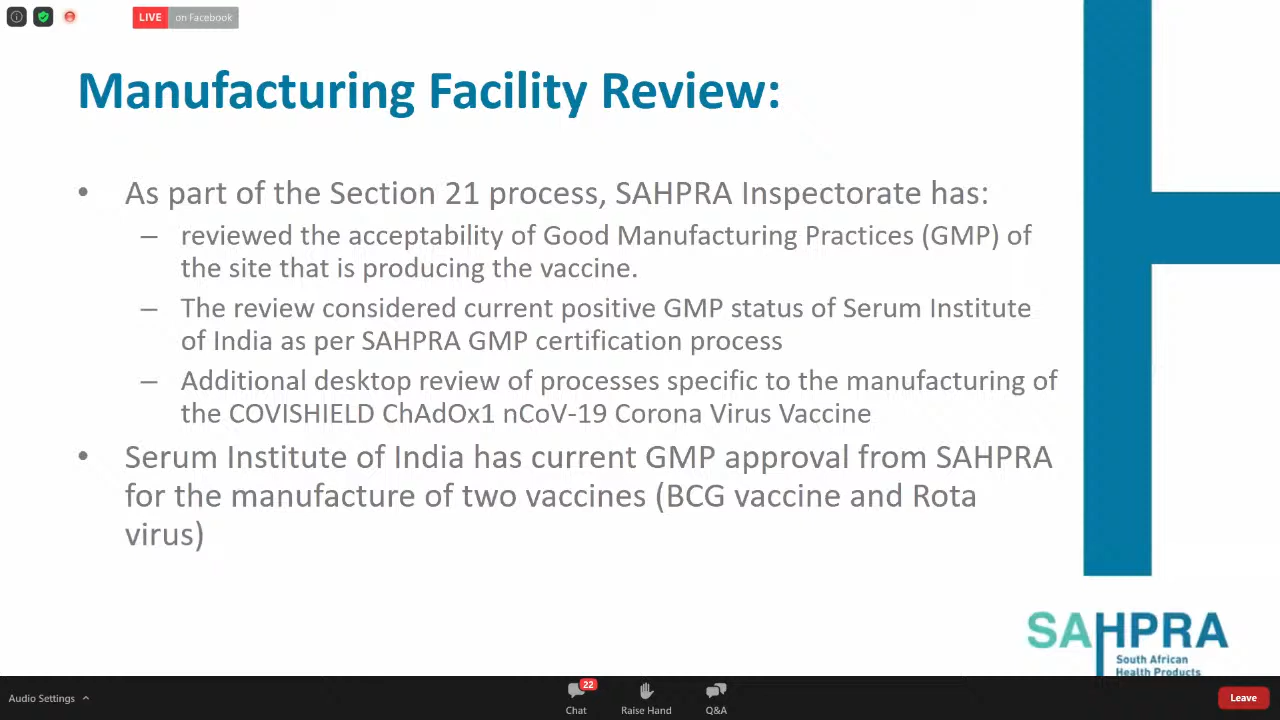 LIVE on Facebook
Manufacturing Facility Review:
• As part of the Section 21 process, SAHPRA Inspectorate has:
– reviewed the acceptability of Good Manufacturing Practices (GMP) of
the site that is producing the vaccine.
– The review considered current positive GMP status of Serum Institute
of India as per SAHPRA GMP certification process
– Additional desktop review of processes specific to the manufacturing of
the COVISHIELD ChAdOx1 nCoV-19 Corona Virus Vaccine
• Serum Institute of India has current GMP approval from SAHPRA
for the manufacture of two vaccines (BCG vaccine and Rota
virus)
SAHPRA
South African
Health Products
Audio Settings
22
Chat
Raise Hand
Q&A
Leave